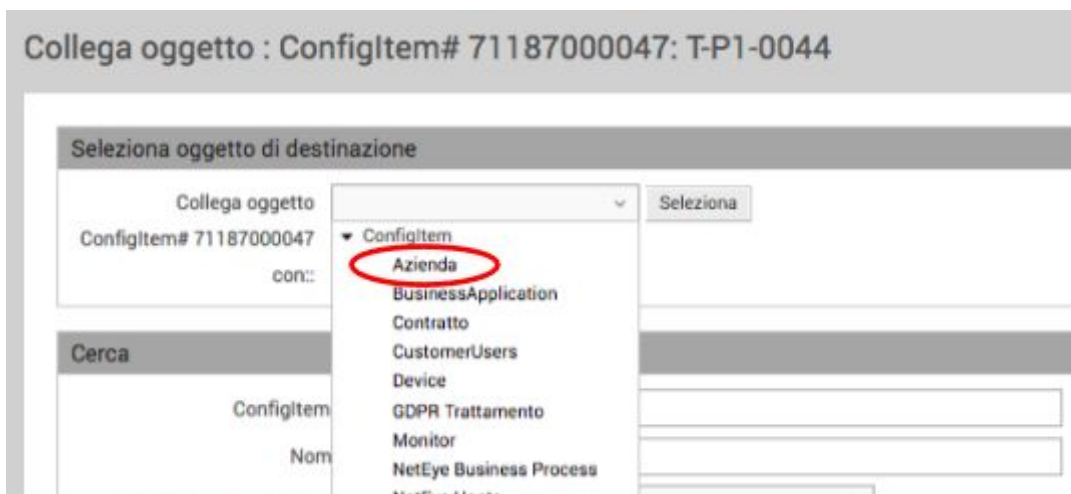 Collega oggetto : ConfigItem# 71187000047: T-P1-0044
Seleziona oggetto di destinazione
Collega oggetto
Seleziona
ConfigItem# 71187000047
con::
ConfigItem
Azienda
BusinessApplication
Contratto
CustomerUsers
Device
GDPR Trattamento
Monitor
NetEye Business Process
Cerca
ConfigItem
Nom